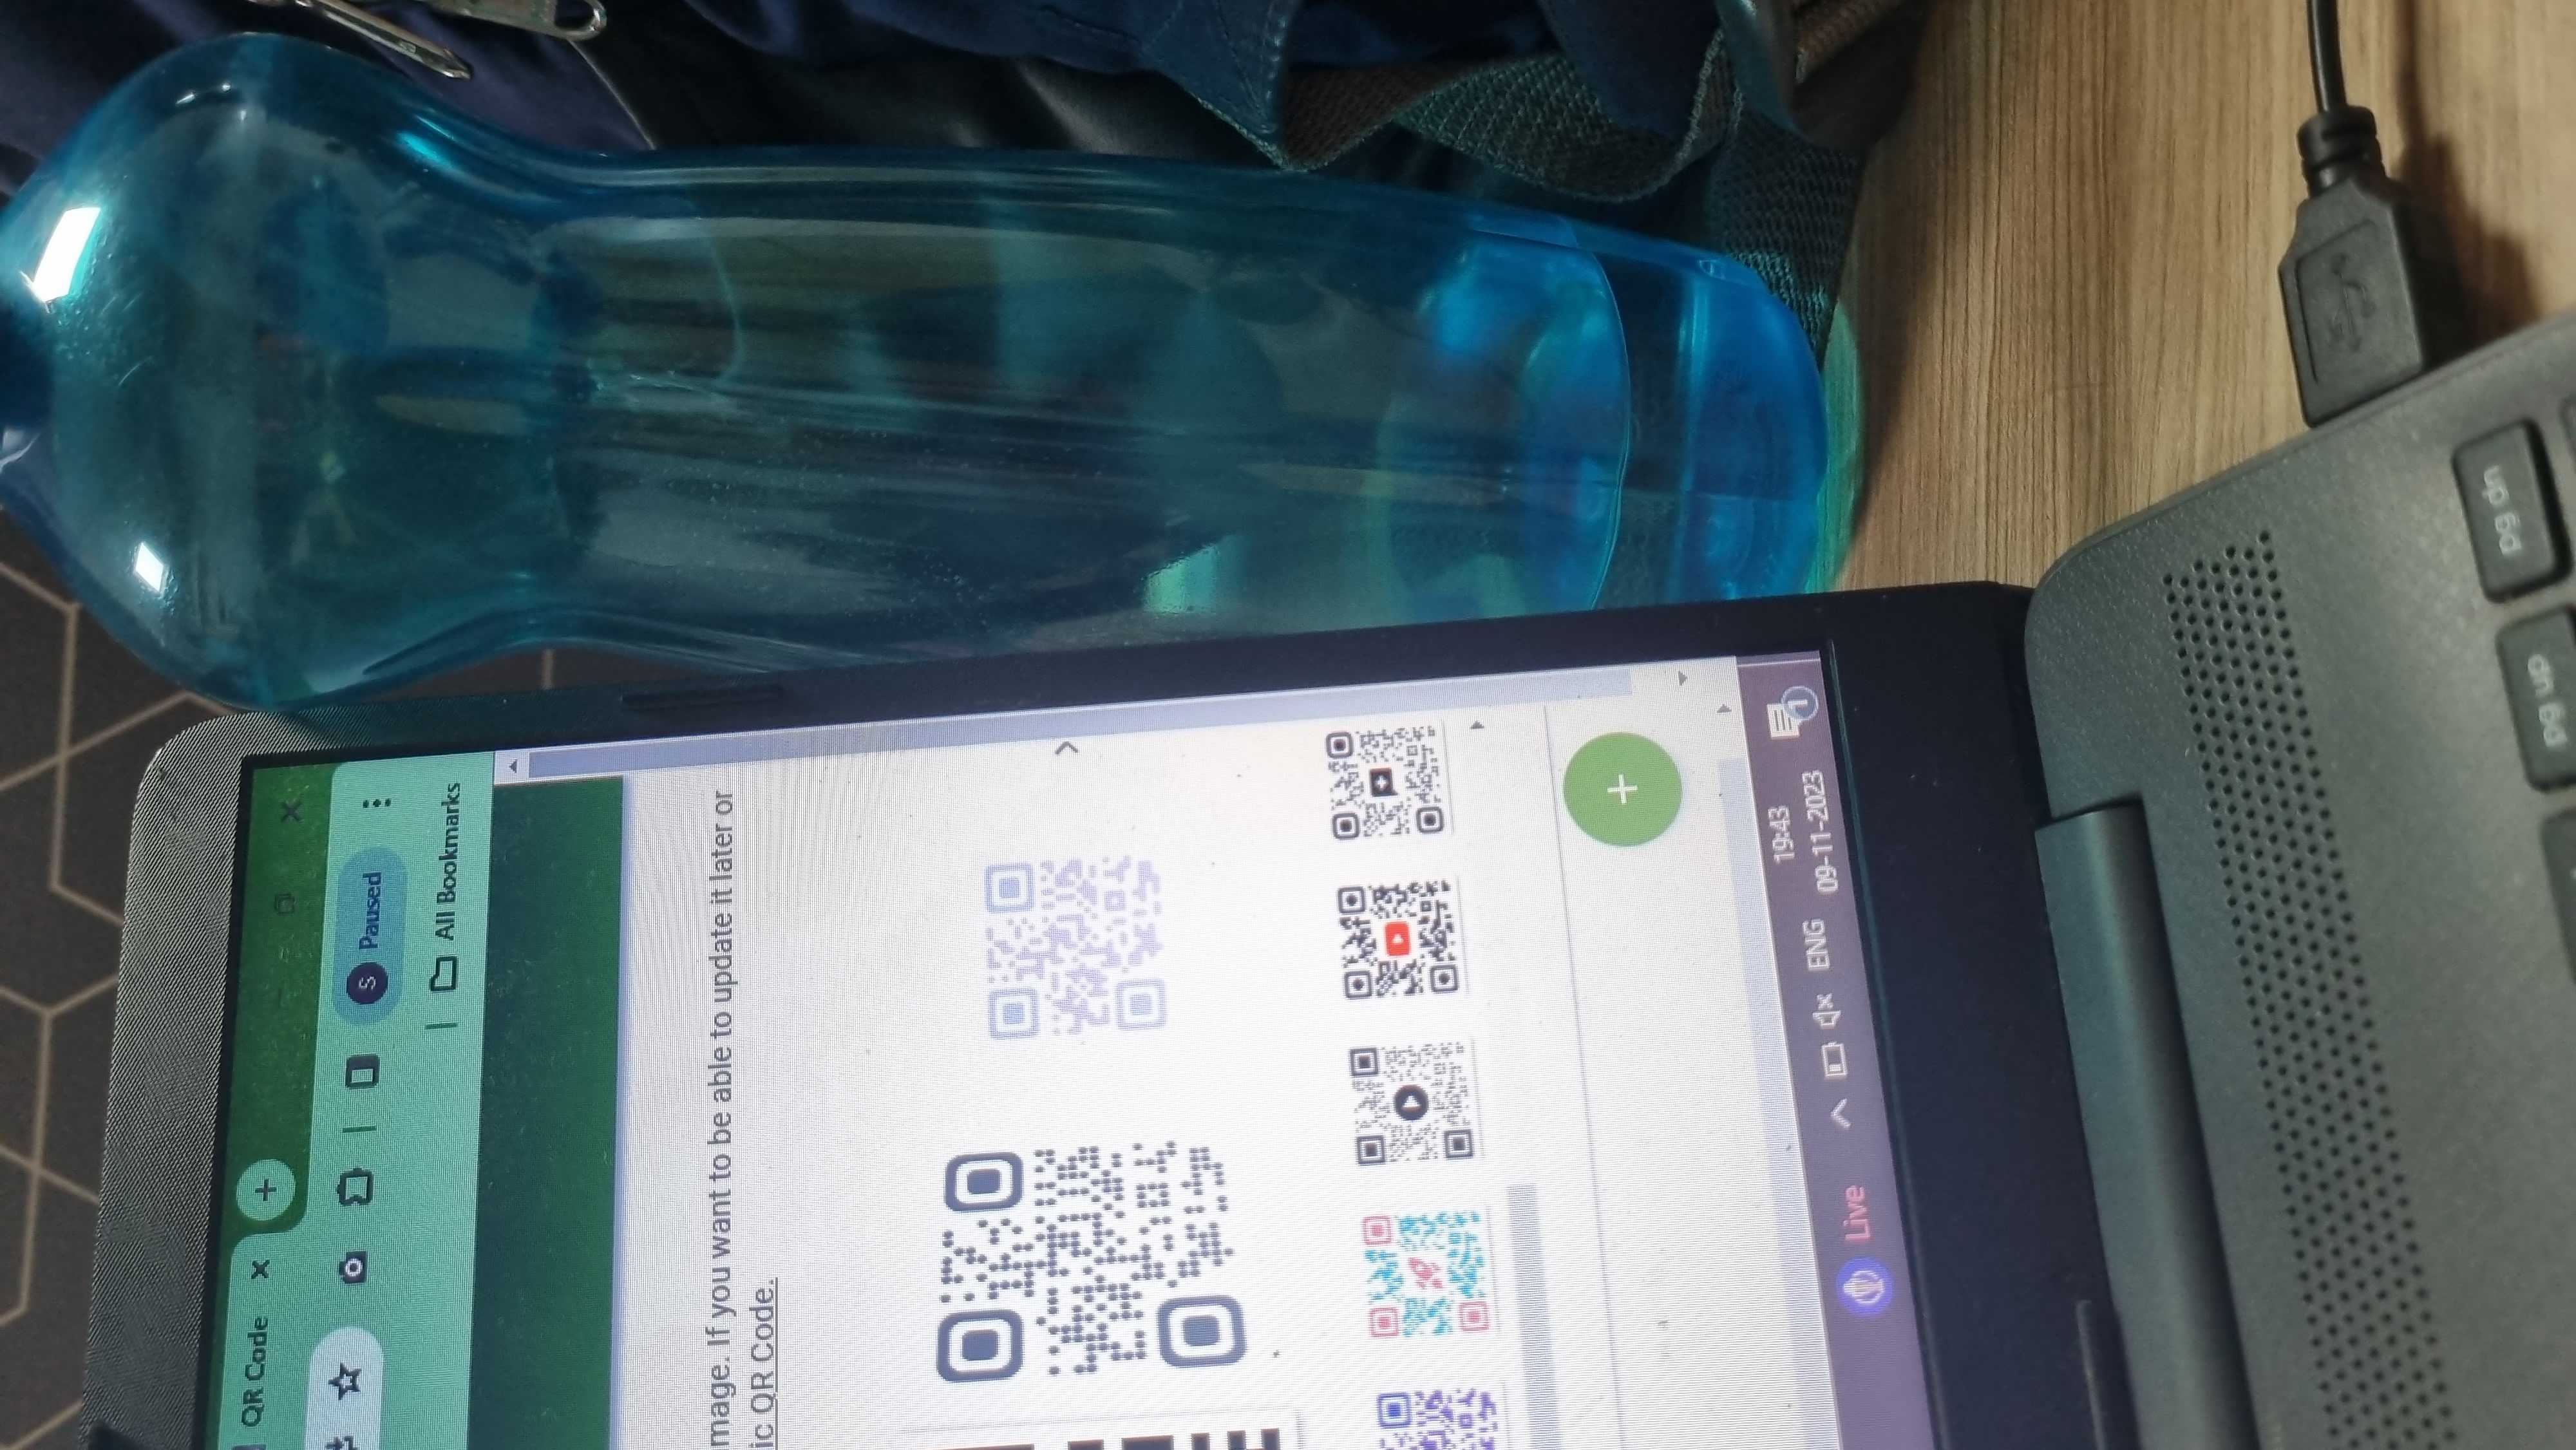 QR Code
S Paused
All Bookmarks
mage. If you want to be able to update it later or
ic QR Code.
Live
ENG
19:43
09-11-2023
1
pg up
pg dn